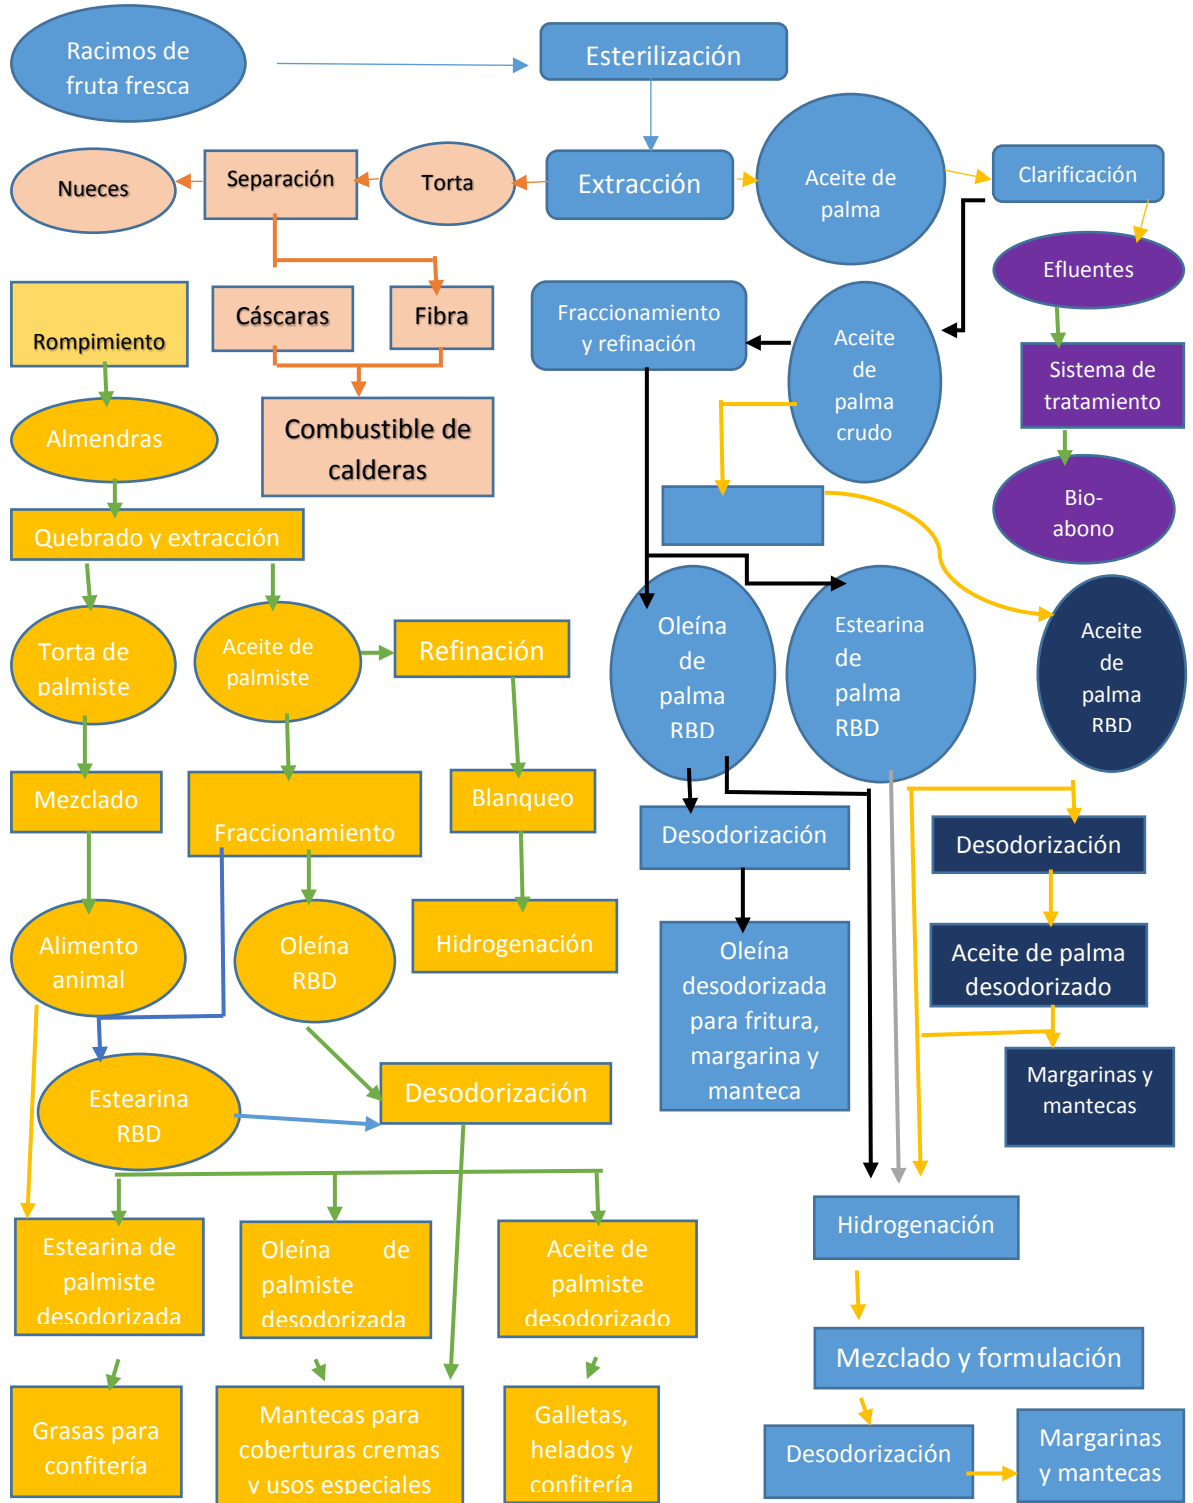 Racimos de
fruta fresca
Esterilización
Nueces
Separación
Torta
Extracción
Aceite de
palma
Clarificación
Efluentes
Rompimiento
Cáscaras
Fibra
Fraccionamiento
y refinación
Aceite
de
palma
crudo
Sistema de
tratamiento
Almendras
Combustible de
calderas
Bio-
abono
Quebrado y extracción
Torta de
palmiste
Aceite de
palmiste
Refinación
Oleína
de
palma
RBD
Estearina
de
palma
RBD
Aceite
de
palma
RBD
Mezclado
Fraccionamiento
Blanqueo
Desodorización
Desodorización
Alimento
animal
Oleína
RBD
Hidrogenación
Oleína
desodorizada
para fritura,
margarina y
manteca
Aceite de palma
desodorizado
Estearina
RBD
Desodorización
Margarinas y
mantecas
Estearina de
palmiste
desodorizada
Oleína de
palmiste
desodorizada
Aceite de
palmiste
desodorizado
Hidrogenación
Mezclado y formulación
Grasas para
confitería
Mantecas para
coberturas cremas
y usos especiales
Galletas,
helados y
confitería
Desodorización
Margarinas
y mantecas